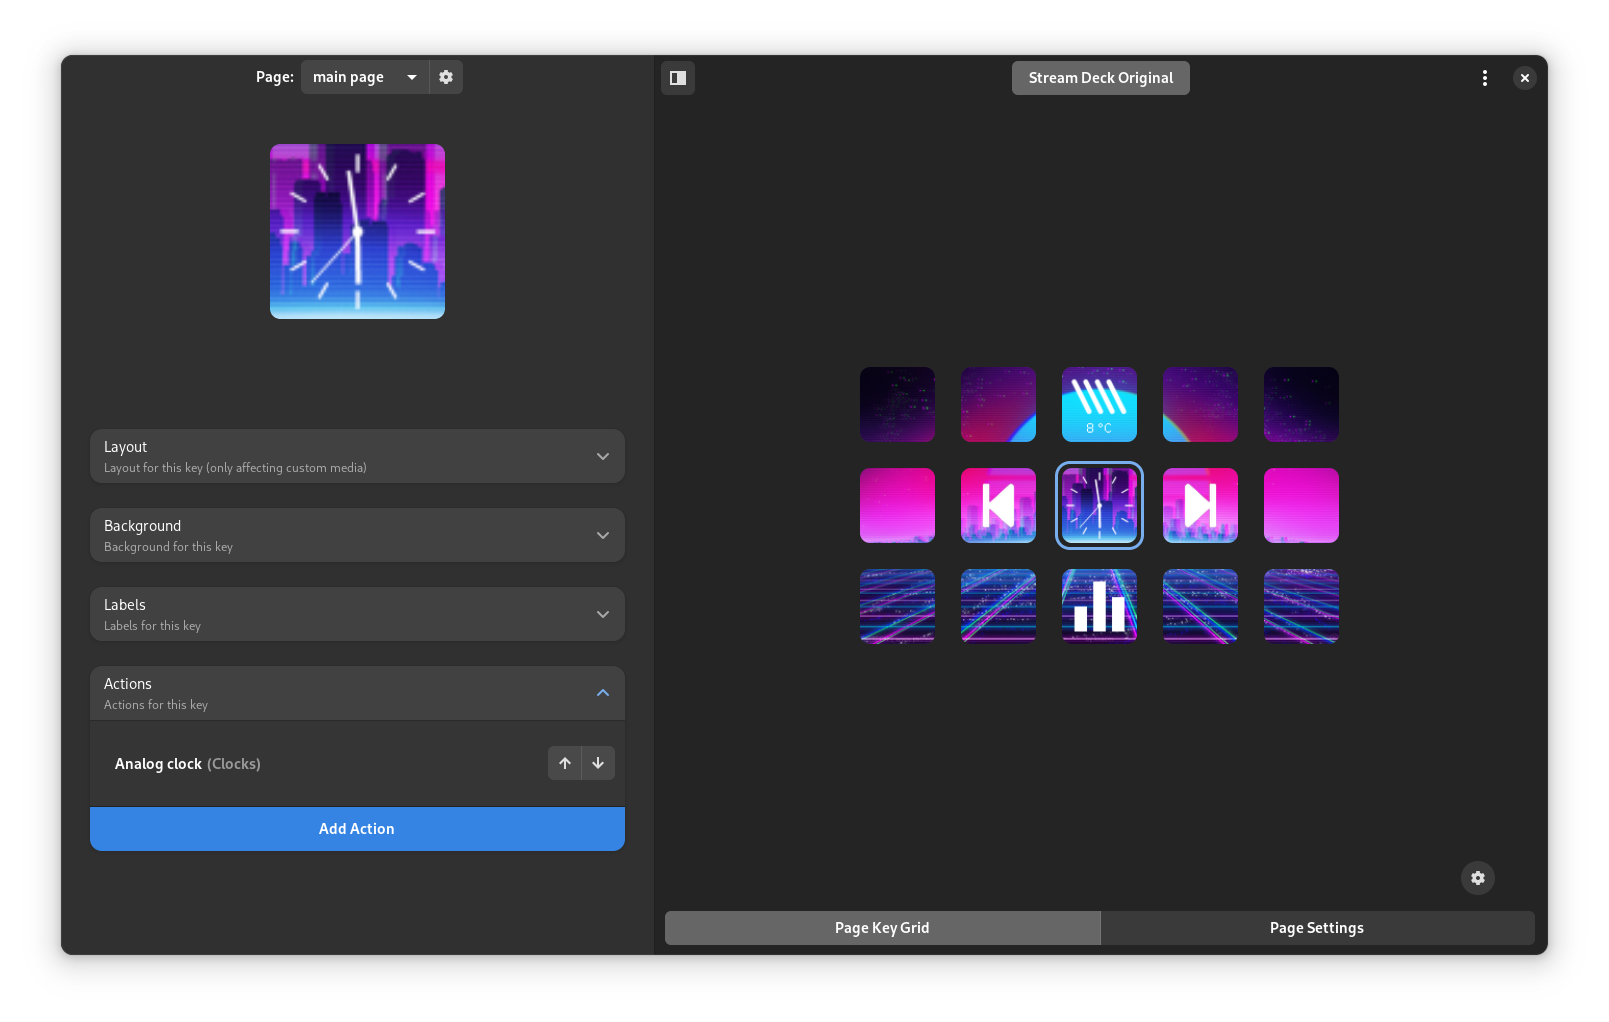 Page:
main page
Stream Deck Original
Layout
Layout for this key (only affecting custom media)
Background
Background for this key
Labels
Labels for this key
Actions
Actions for this key
Analog clock (Clocks)
Add Action
8 °C
Page Key Grid
Page Settings